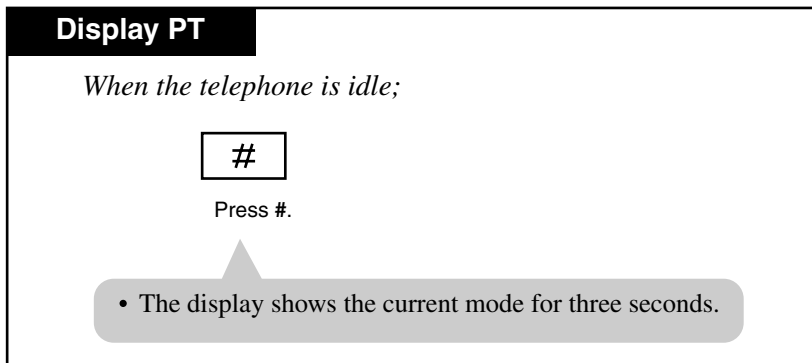 Display PT
When the telephone is idle;
#
Press #.
• The display shows the current mode for three seconds.